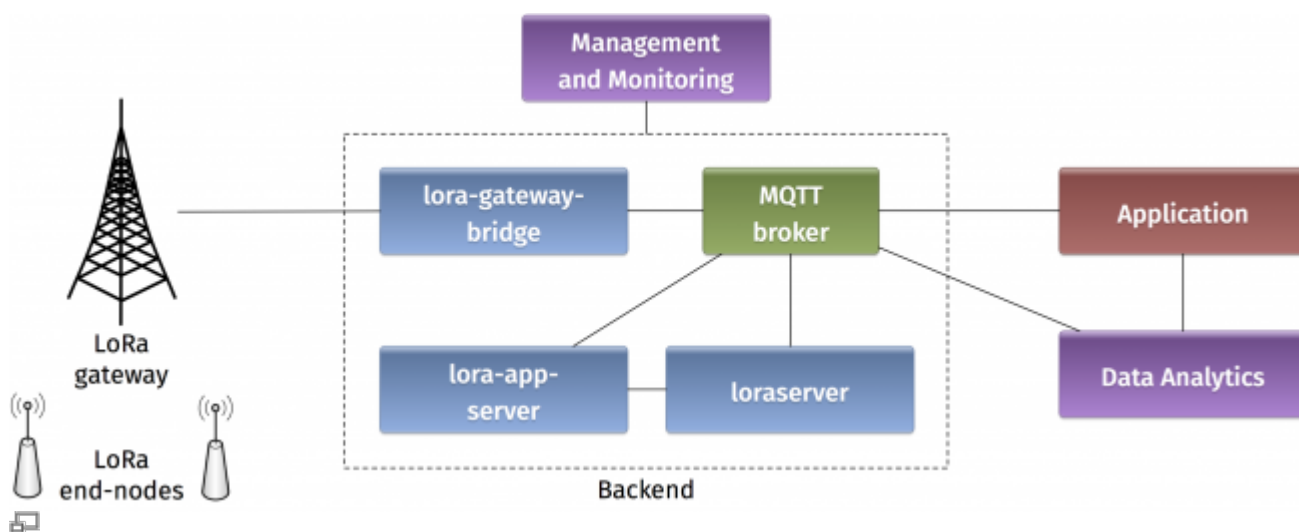 Management
and Monitoring
lora-gateway-
bridge
MQTT
broker
Application
LoRa
gateway
lora-app-
server
loraserver
Data Analytics
LoRa
end-nodes
Backend